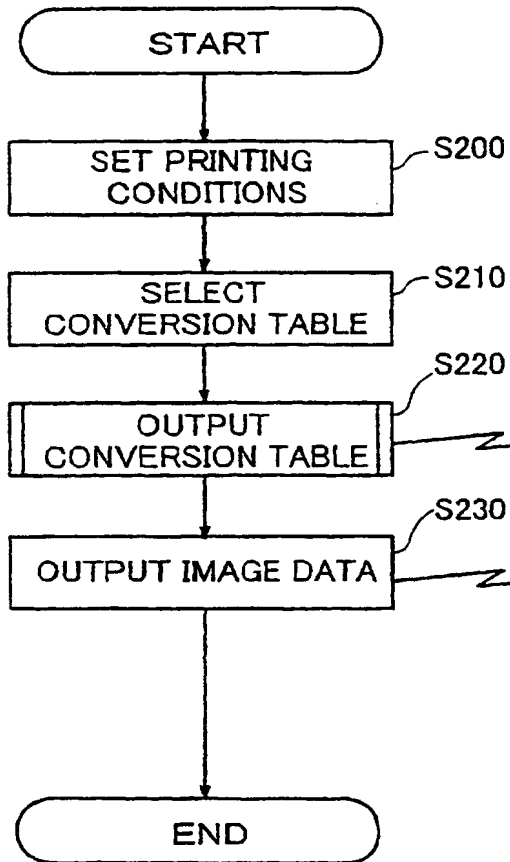 START
S200
SET PRINTING
CONDITIONS
S210
SELECT
CONVERSION TABLE
S220
OUTPUT
CONVERSION TABLE
S230
OUTPUT IMAGE DATA
END